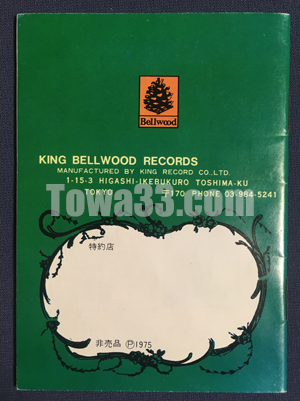 Bellwood
KING BELLWOOD RECORDS
MANUFACTURED BY KING RECORD CO., LTD.
1-15-3 HIGASHI-IKEBUKURO TOSHIMA-KU
TOKYO 〒170 PHONE 03-984-5241
Towa33.com
特約店
非売品 Ⓟ1975